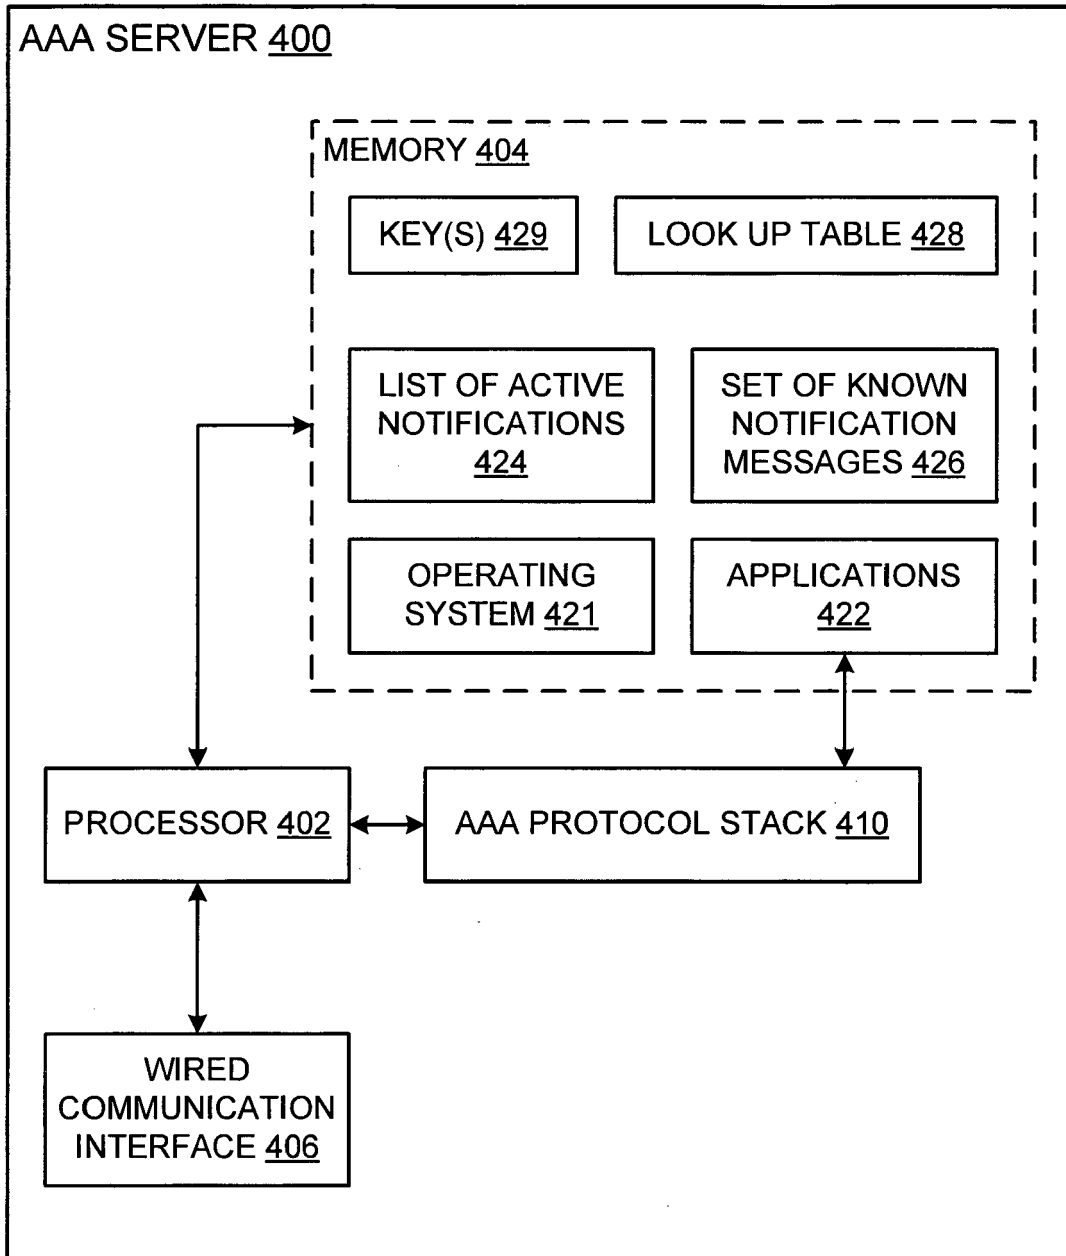 AAA SERVER 400
MEMORY 404
KEY(S) 429
LOOK UP TABLE 428
LIST OF ACTIVE
NOTIFICATIONS
424
SET OF KNOWN
NOTIFICATION
MESSAGES 426
OPERATING
SYSTEM 421
APPLICATIONS
422
PROCESSOR 402
AAA PROTOCOL STACK 410
WIRED
COMMUNICATION
INTERFACE 406